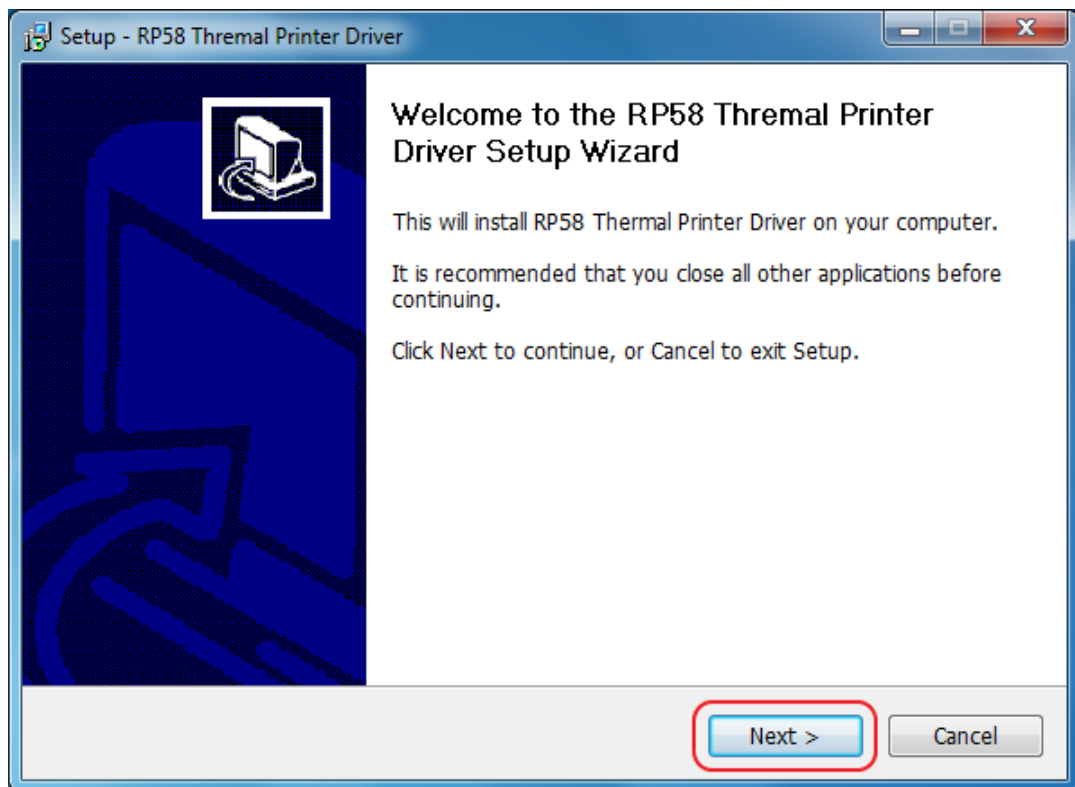 Setup - RP58 Thremal Printer Driver
Welcome to the RP58 Thremal Printer
Driver Setup Wizard
This will install RP58 Thermal Printer Driver on your computer.
It is recommended that you close all other applications before
continuing.
Click Next to continue, or Cancel to exit Setup.
Next >
Cancel